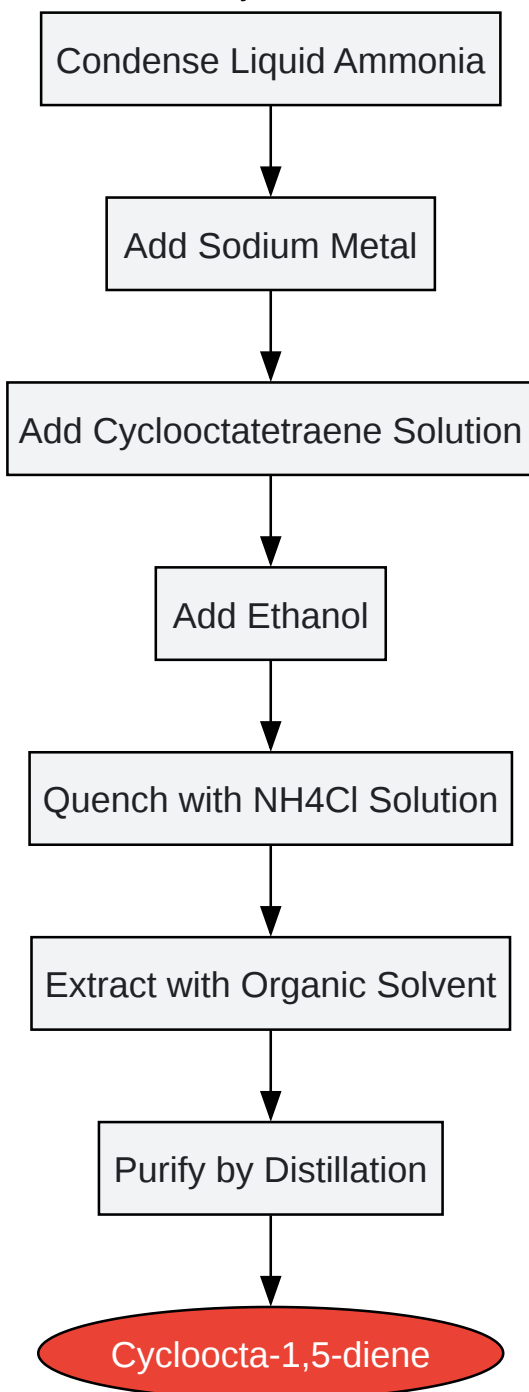 Condense Liquid Ammonia
Add Sodium Metal
Add Cyclooctatetraene Solution
Add Ethanol
Quench with NH4Cl Solution
Extract with Organic Solvent
Purify by Distillation
Cycloocta-1,5-diene